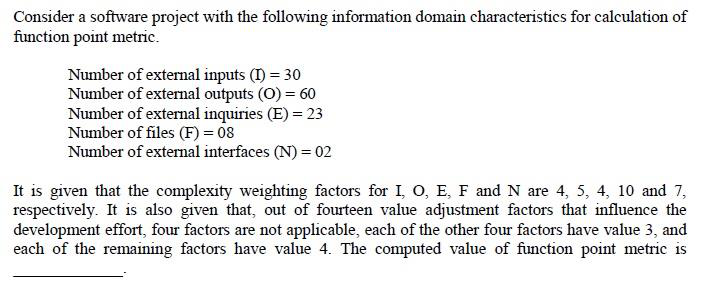 Consider a software project with the following information domain characteristics for calculation of
function point metric.
Number of external inputs (I) = 30
Number of external outputs (O) = 60
Number of external inquiries (E) = 23
Number of files (F) = 08
Number of external interfaces (N) = 02
It is given that the complexity weighting factors for I, O, E, F and N are 4, 5, 4, 10 and 7,
respectively. It is also given that, out of fourteen value adjustment factors that influence the
development effort, four factors are not applicable, each of the other four factors have value 3, and
each of the remaining factors have value 4. The computed value of function point metric is
____________.